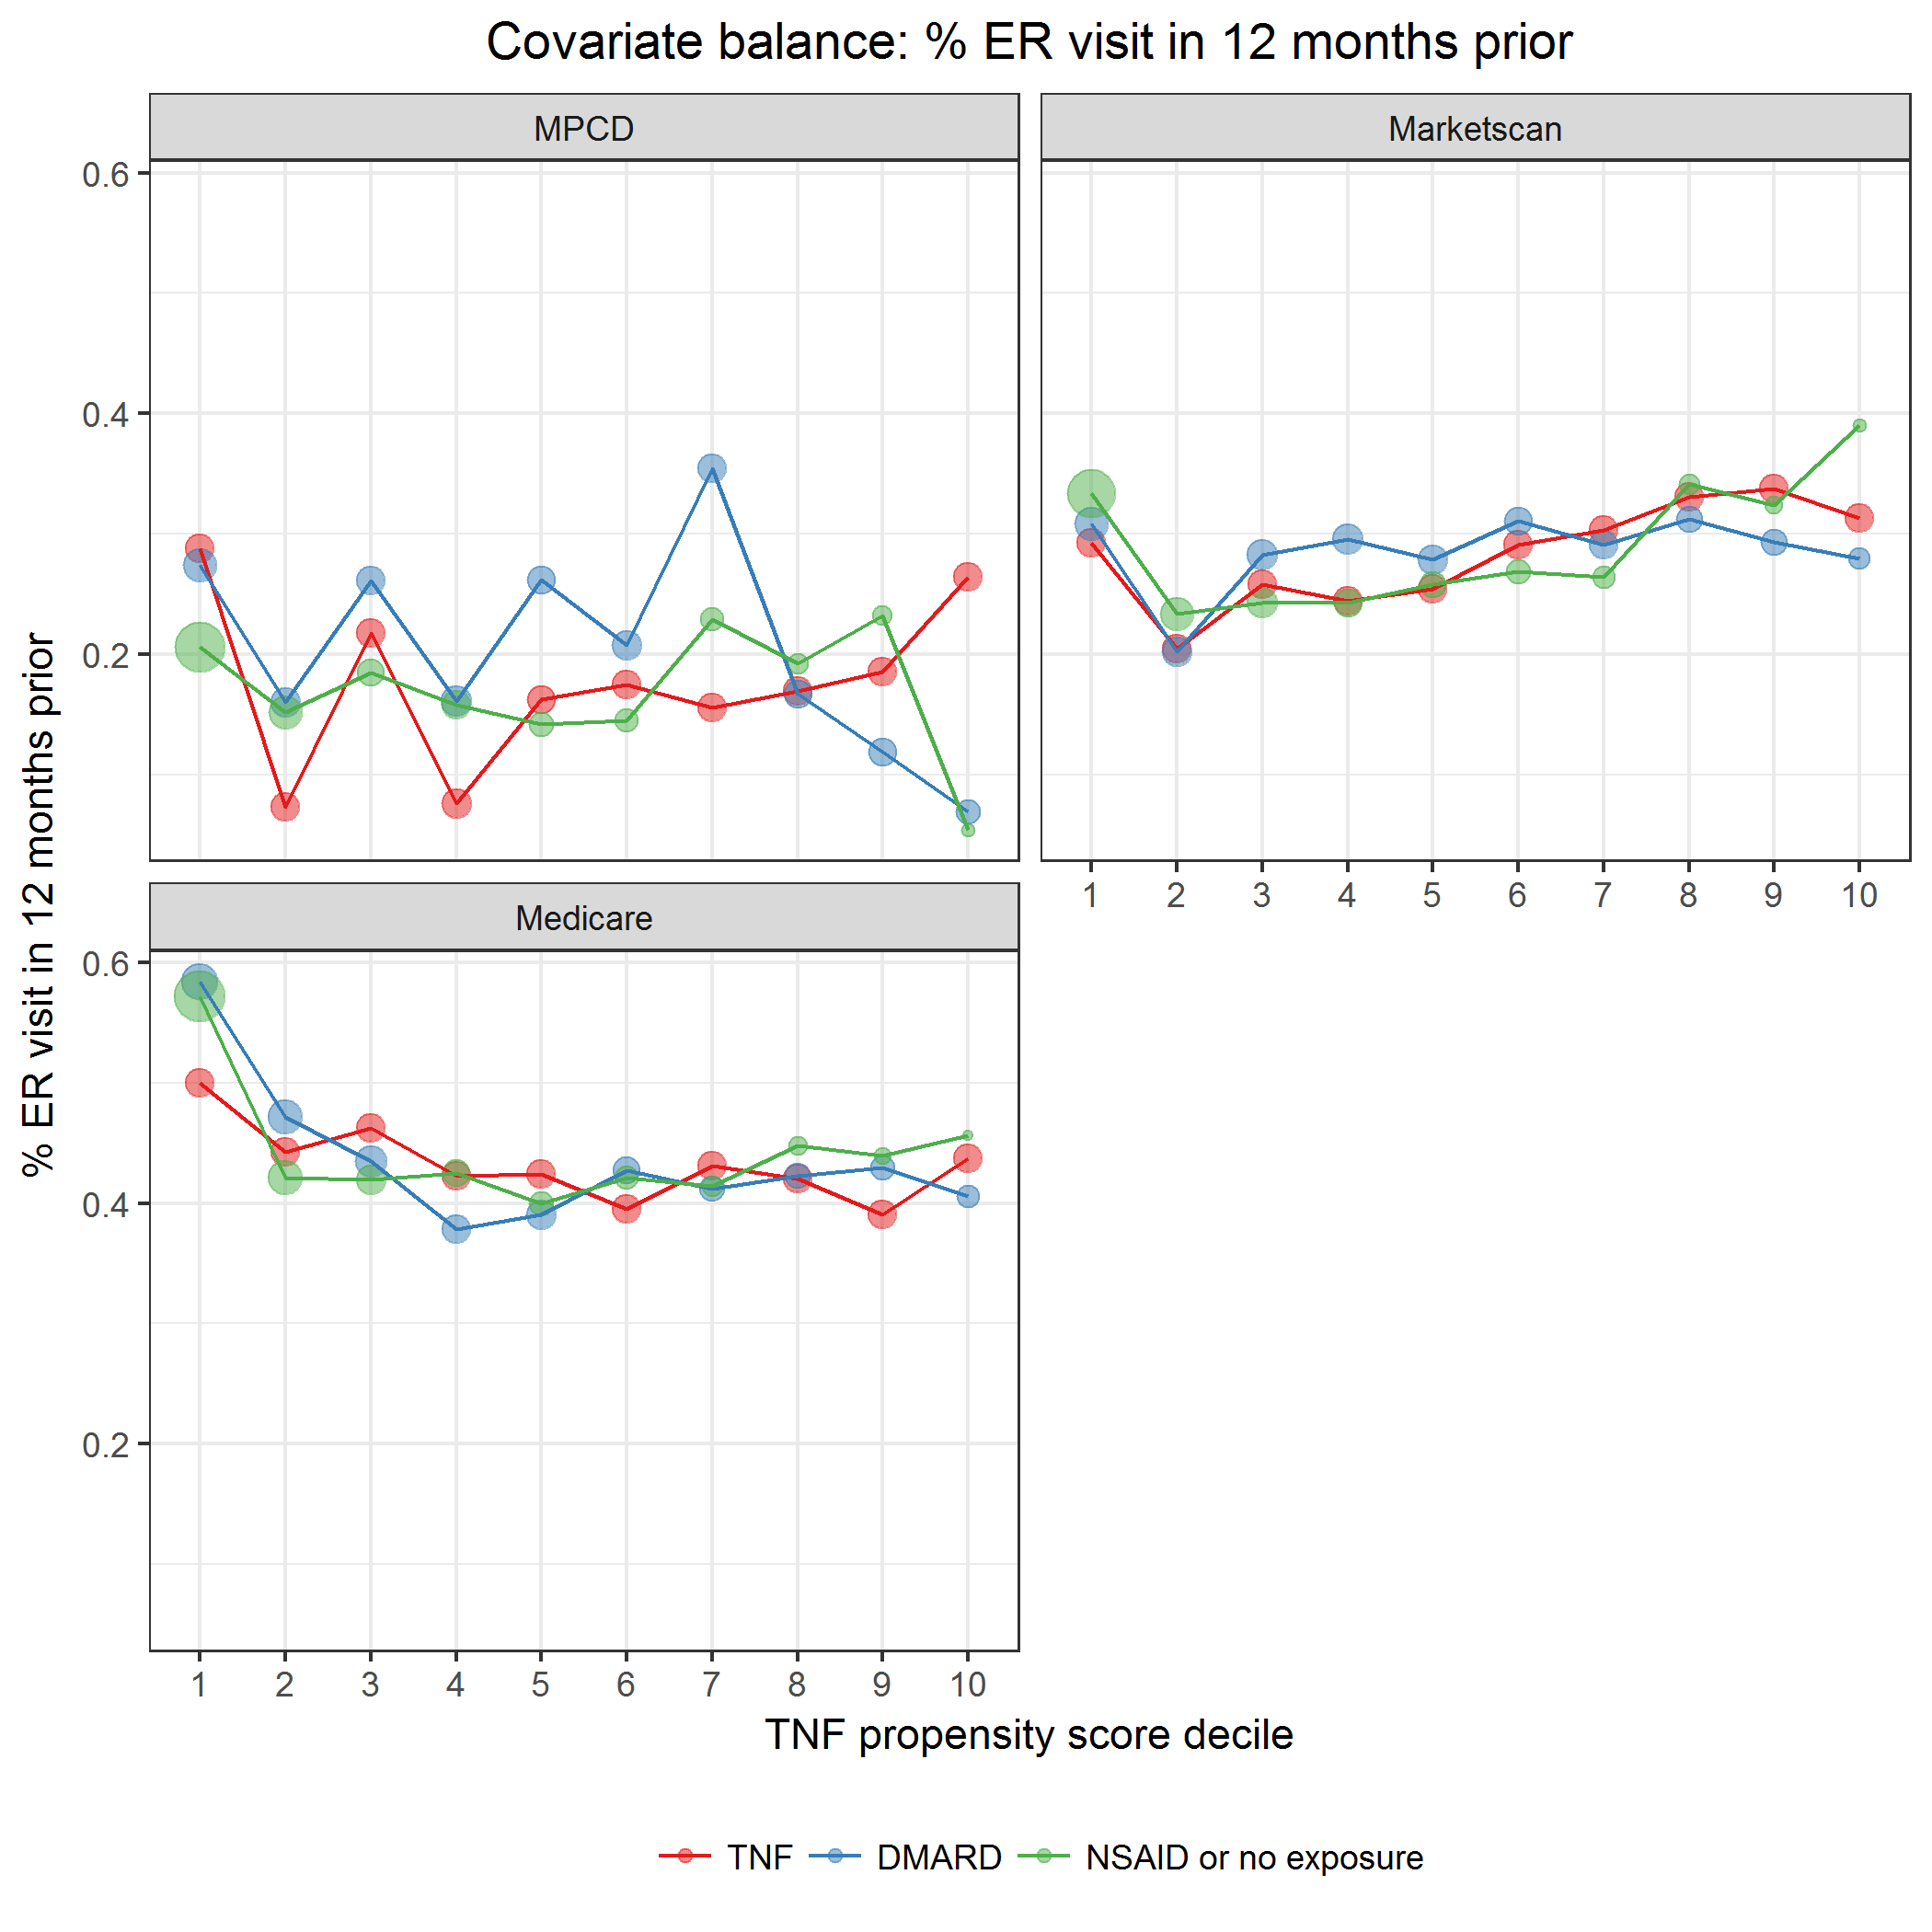 Covariate balance: % ER visit in 12 months prior
MPCD
Marketscan
0.6
0.4
0.2
1 2 3 4 5 6 7 8 9 10
Medicare
0.6
0.4
0.2
1 2 3 4 5 6 7 8 9 10
% ER visit in 12 months prior
TNF propensity score decile
TNF DMARD NSAID or no exposure